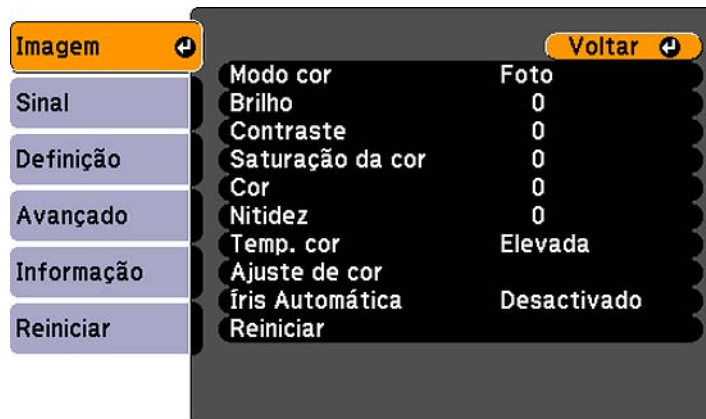 Imagem
Sinal
Definição
Avançado
Informação
Reiniciar
Voltar
Modo cor Foto
Brilho 0
Contraste 0
Saturação da cor 0
Cor 0
Nitidez 0
Temp. cor Elevada
Ajuste de cor
Íris Automática Desactivado
Reiniciar